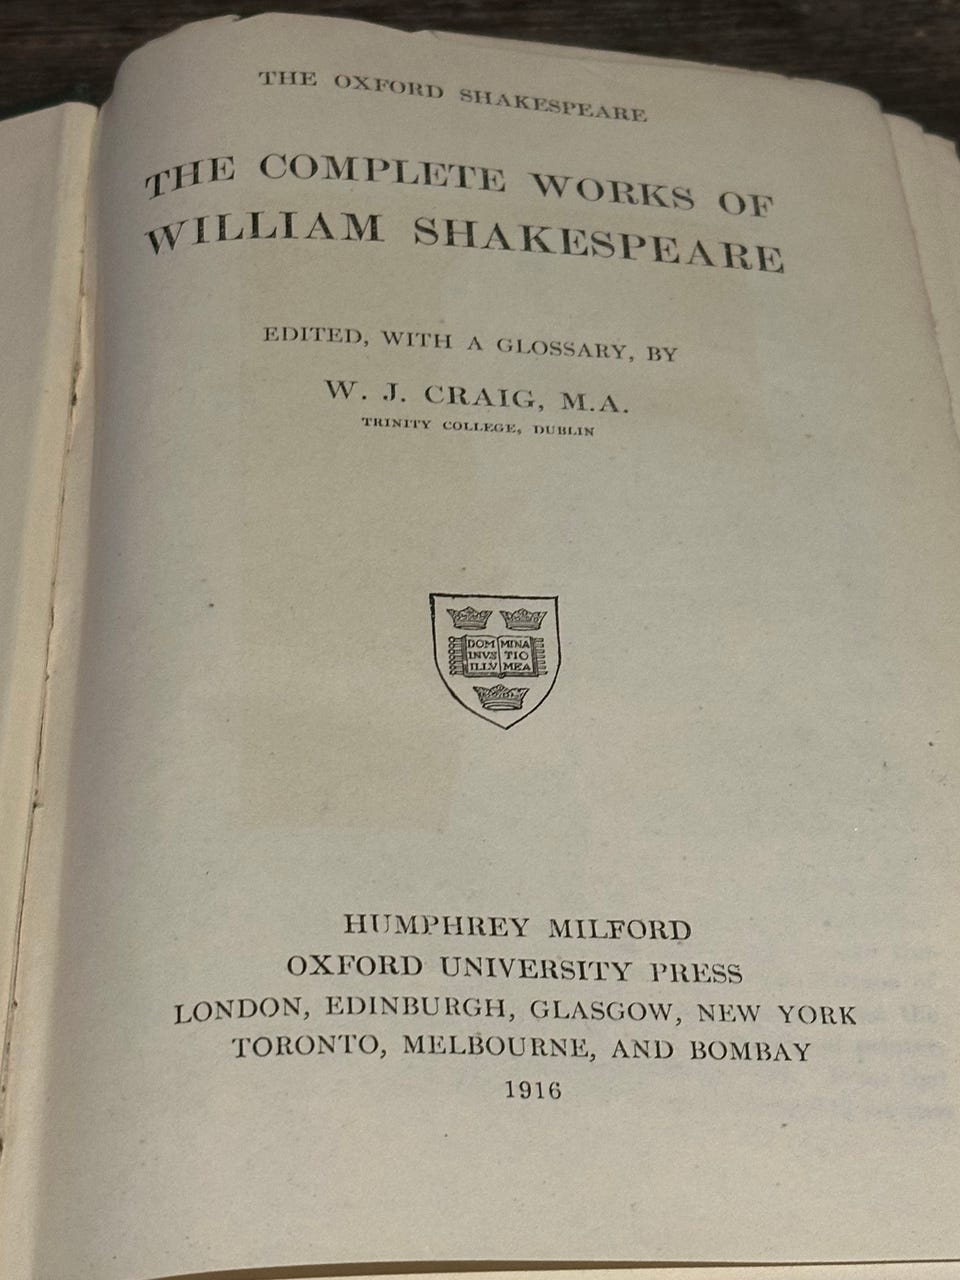 THE OXFORD SHAKESPEARE
THE COMPLETE WORKS OF
WILLIAM SHAKESPEARE
EDITED, WITH A GLOSSARY, BY
W. J. CRAIG, M.A.
TRINITY COLLEGE, DUBLIN
DOM MINA
INVS TIO
ILLV MEA
HUMPHREY MILFORD
OXFORD UNIVERSITY PRESS
LONDON, EDINBURGH, GLASGOW, NEW YORK
TORONTO, MELBOURNE, AND BOMBAY
1916